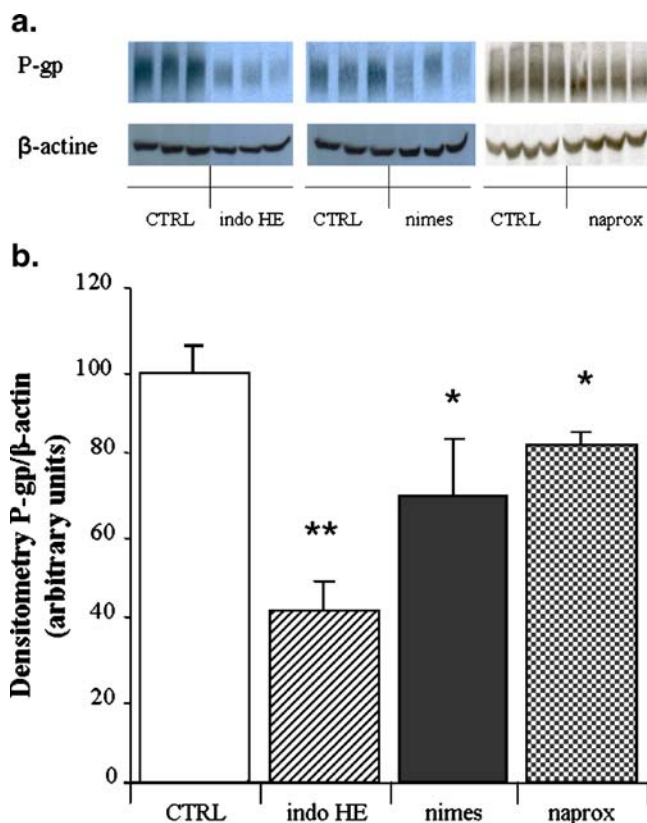 a.
P-gp
β-actine
CTRL indo HE CTRL nimes CTRL naprox
b.
Densitometry P-gp/β-actin
(arbitrary units)
120
100
80
60
40
20
0
**
*
*
CTRL indo HE nimes naprox